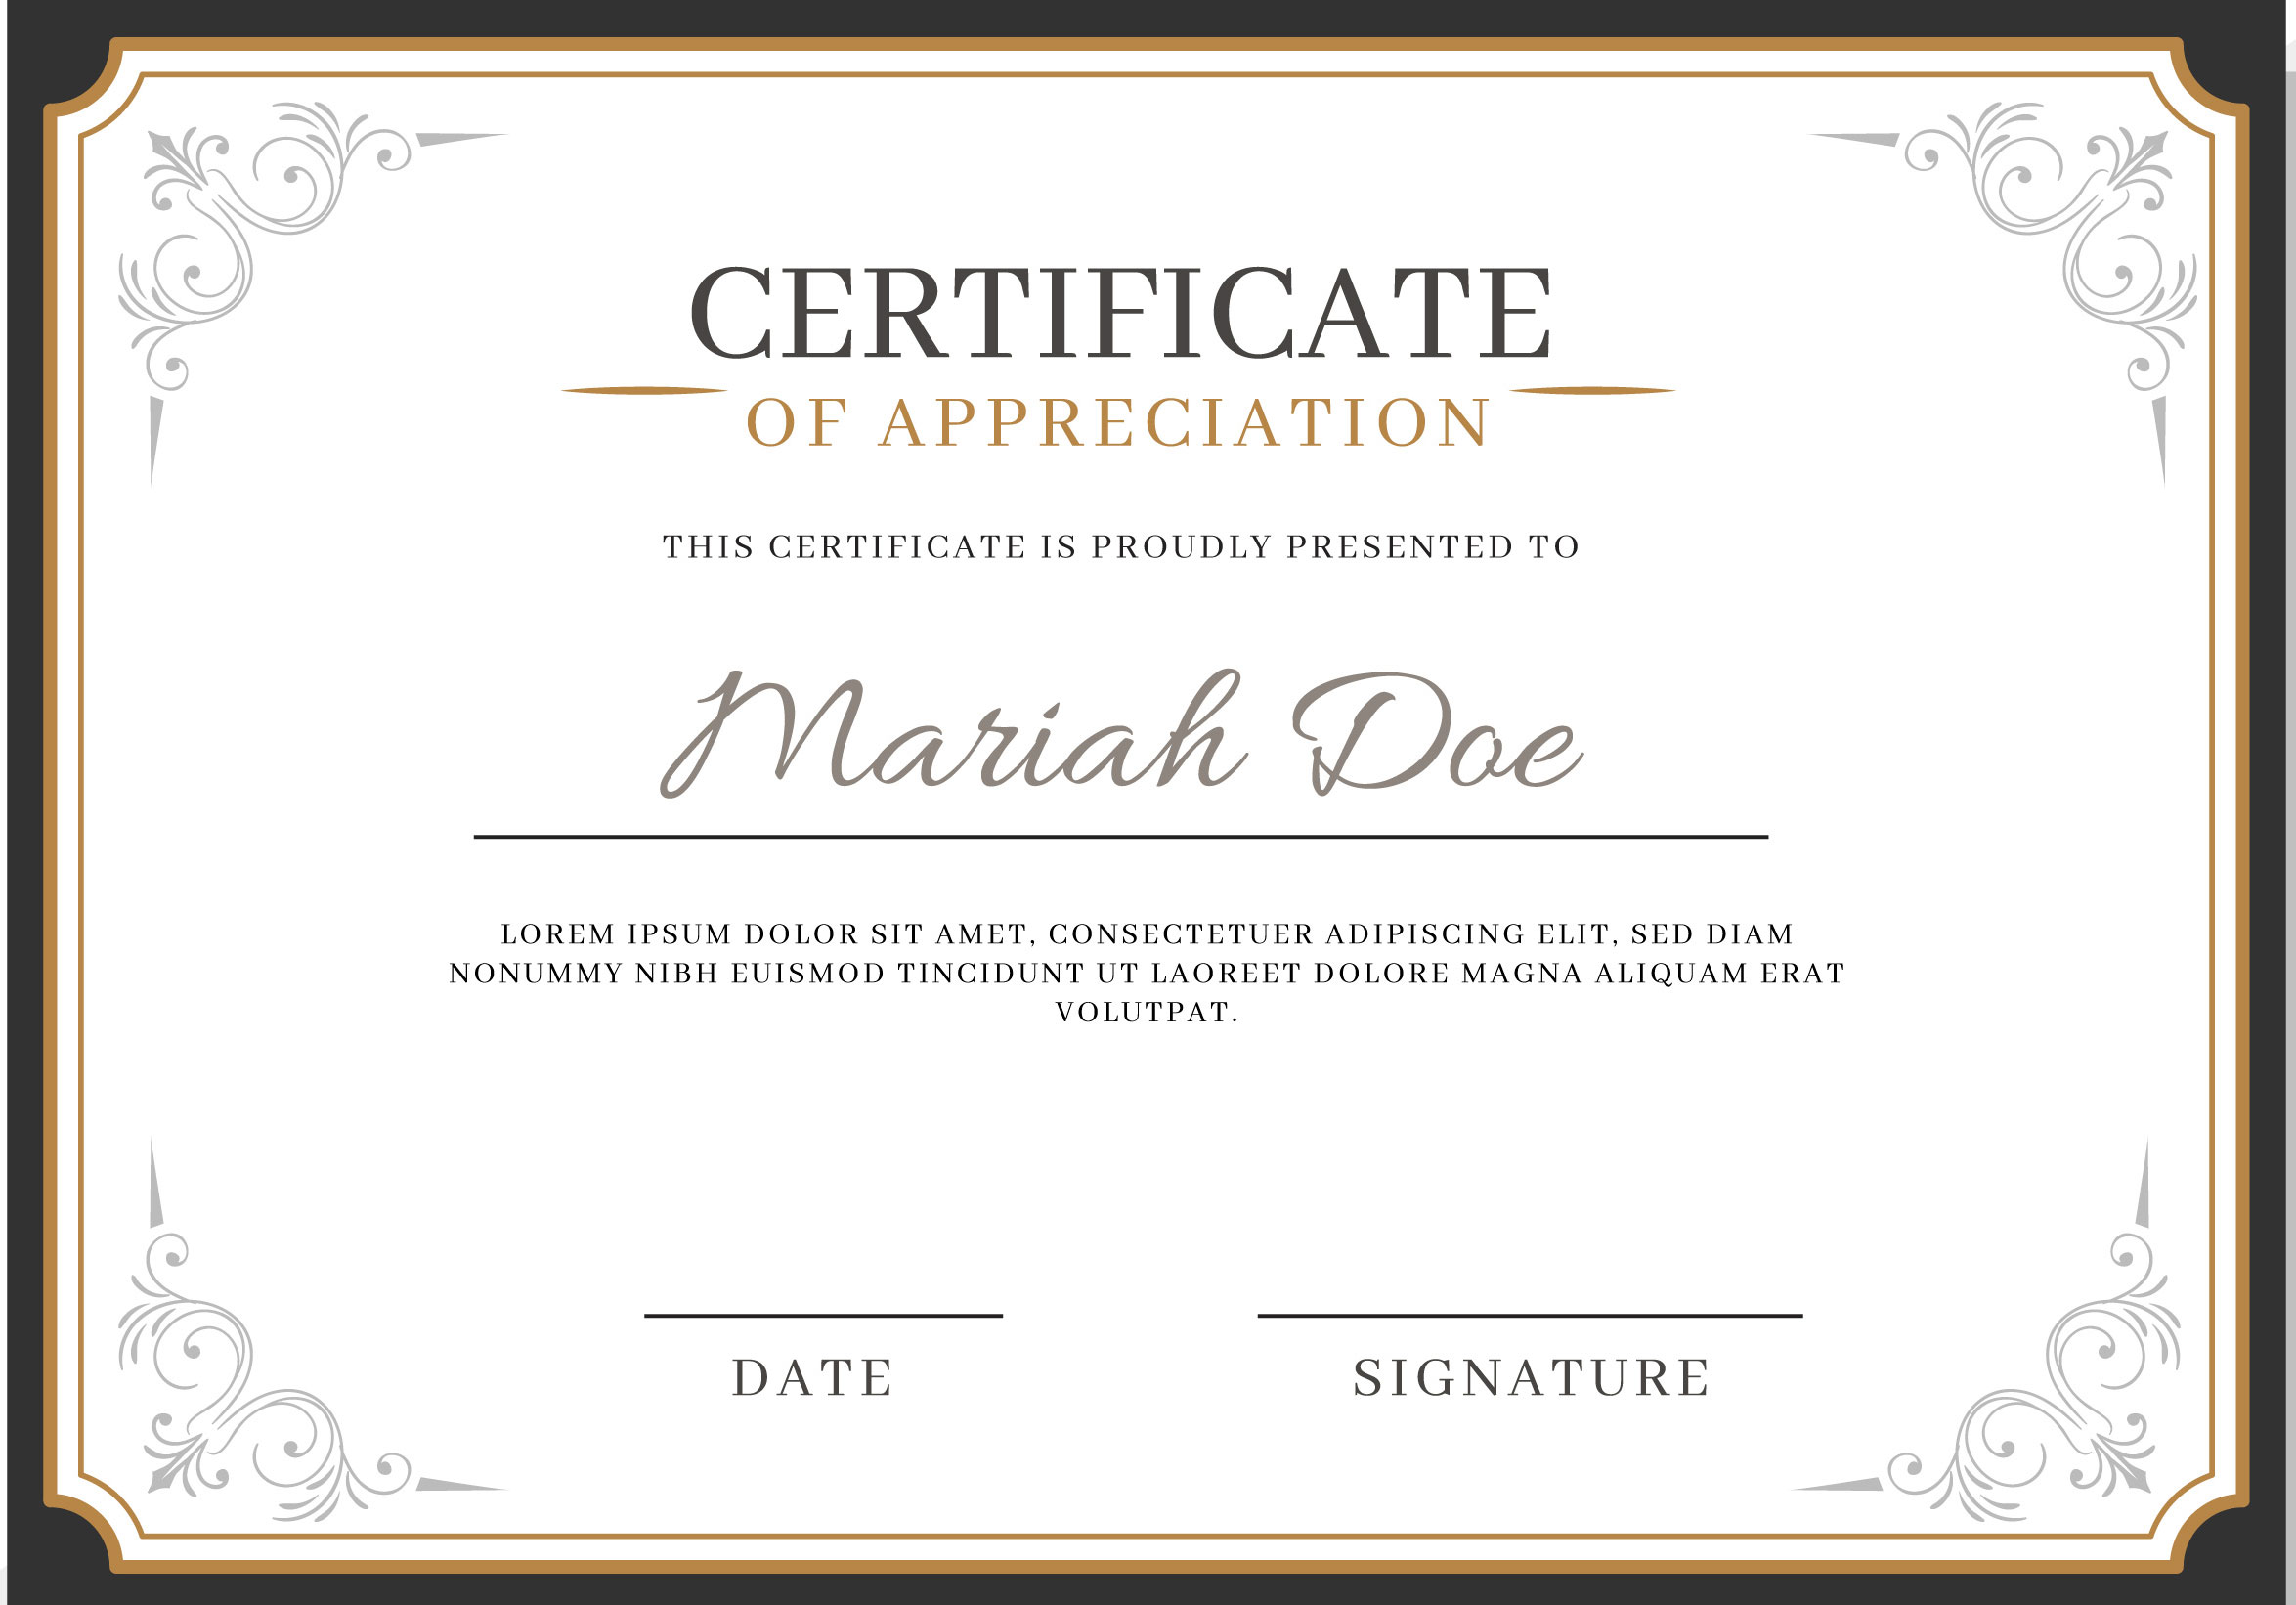 CERTIFICATE
OF APPRECIATION
THIS CERTIFICATE IS PROUDLY PRESENTED TO
Mariah Doe
LOREM IPSUM DOLOR SIT AMET, CONSECTETUER ADIPISCING ELIT, SED DIAM
NONUMMY NIBH EUISMOD TINCIDUNT UT LAOREET DOLORE MAGNA ALIQUAM ERAT
VOLUTPAT.
DATE
SIGNATURE